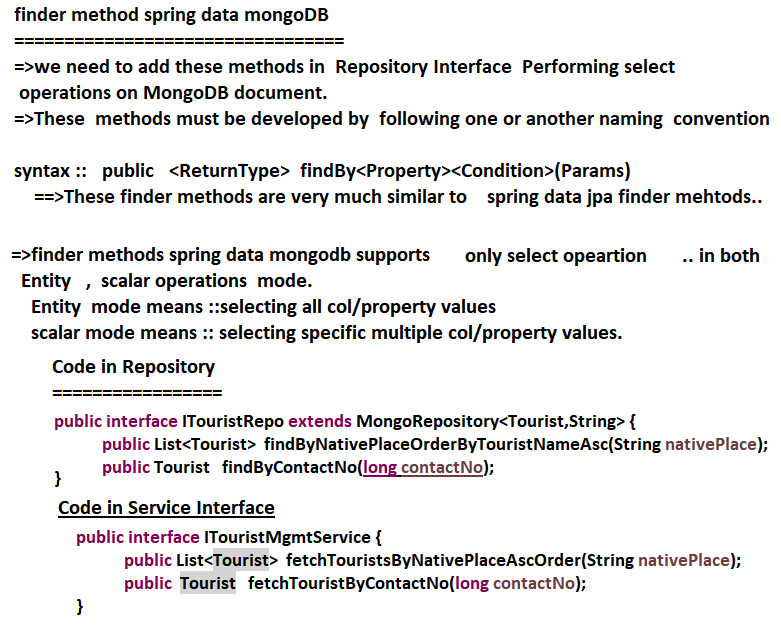 finder method spring data mongoDB
=================================
=>we need to add these methods in Repository Interface Performing select
operations on MongoDB document.
=>These methods must be developed by following one or another naming convention
syntax :: public <ReturnType> findBy<Property><Condition>(Params)
==>These finder methods are very much similar to spring data jpa finder mehtods..
=>finder methods spring data mongodb supports only select opeartion .. in both
Entity , scalar operations mode.
Entity mode means ::selecting all col/property values
scalar mode means :: selecting specific multiple col/property values.
Code in Repository
=================
public interface ITouristRepo extends MongoRepository<Tourist,String> {
public List<Tourist> findByNativePlaceOrderByTouristNameAsc(String nativePlace);
public Tourist findByContactNo(long contactNo);
}
Code in Service Interface
public interface ITouristMgmtService {
public List<Tourist> fetchTouristsByNativePlaceAscOrder(String nativePlace);
public Tourist fetchTouristByContactNo(long contactNo);
}